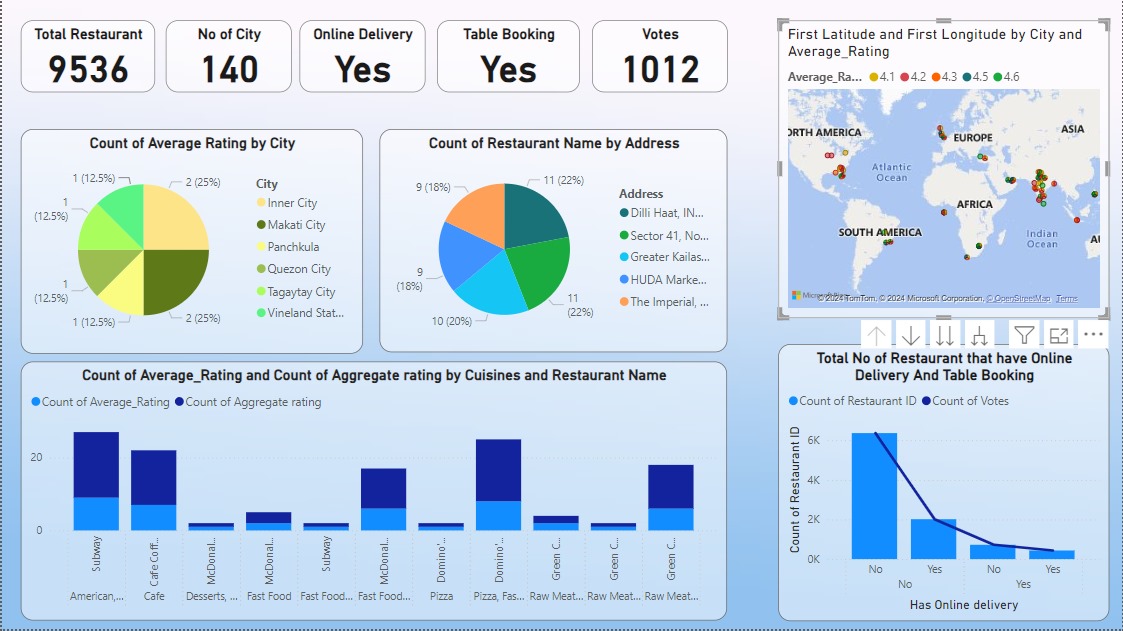 Total Restaurant
9536
No of City
140
Online Delivery
Yes
Table Booking
Yes
Votes
1012
First Latitude and First Longitude by City and
Average_Rating
Average_Ra... 4.1 4.2 4.3 4.5 4.6
NORTH AMERICA
EUROPE
ASIA
Atlantic
Ocean
AFRICA
SOUTH AMERICA
Indian
Ocean
AU
Microsoft
© 2024 TomTom, © 2024 Microsoft Corporation, © OpenStreetMap Terms
Count of Average Rating by City
1 (12.5%)
2 (25%)
1
(12.5%)
1
(12.5%)
1 (12.5%)
2 (25%)
City
Inner City
Makati City
Panchkula
Quezon City
Tagaytay City
Vineland Stat...
Count of Restaurant Name by Address
9 (18%)
11 (22%)
9
(18%)
11
(22%)
10 (20%)
Address
Dilli Haat, IN...
Sector 41, No...
Greater Kailas...
HUDA Marke...
The Imperial, ...
Count of Average_Rating and Count of Aggregate rating by Cuisines and Restaurant Name
Count of Average_Rating Count of Aggregate rating
20
0
Subway
Cafe Coff...
McDonal...
McDonal...
Subway
McDonal...
Domino'...
Domino'...
Green C...
Green C...
Green C...
American,... Cafe Desserts, ... Fast Food Fast Food... Fast Food... Pizza Pizza, Fas... Raw Meat... Raw Meat... Raw Meat...
Total No of Restaurant that have Online
Delivery And Table Booking
Count of Restaurant ID Count of Votes
Count of Restaurant ID
6K
4K
2K
0K
No Yes No Yes
No Yes
Has Online delivery